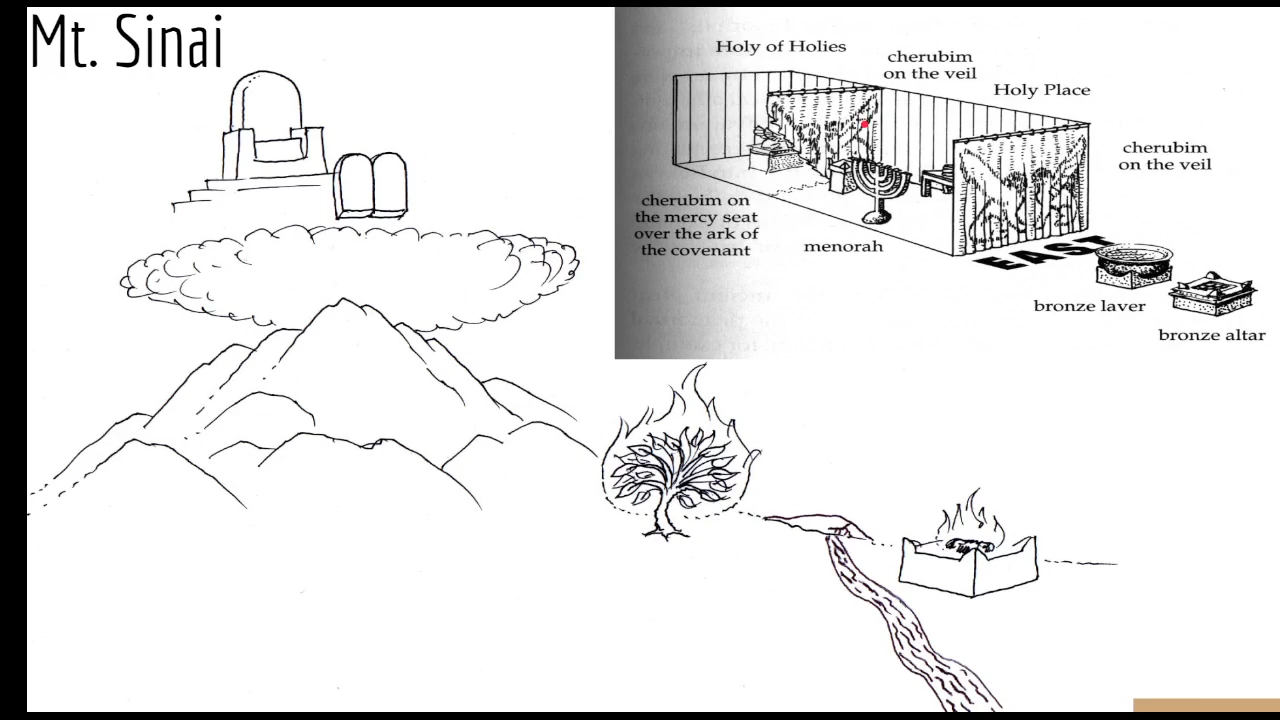 Mt. Sinai
Holy of Holies
cherubim
on the veil
Holy Place
cherubim
on the veil
cherubim on
the mercy seat
over the ark of
the covenant
menorah
EAST
bronze laver
bronze altar